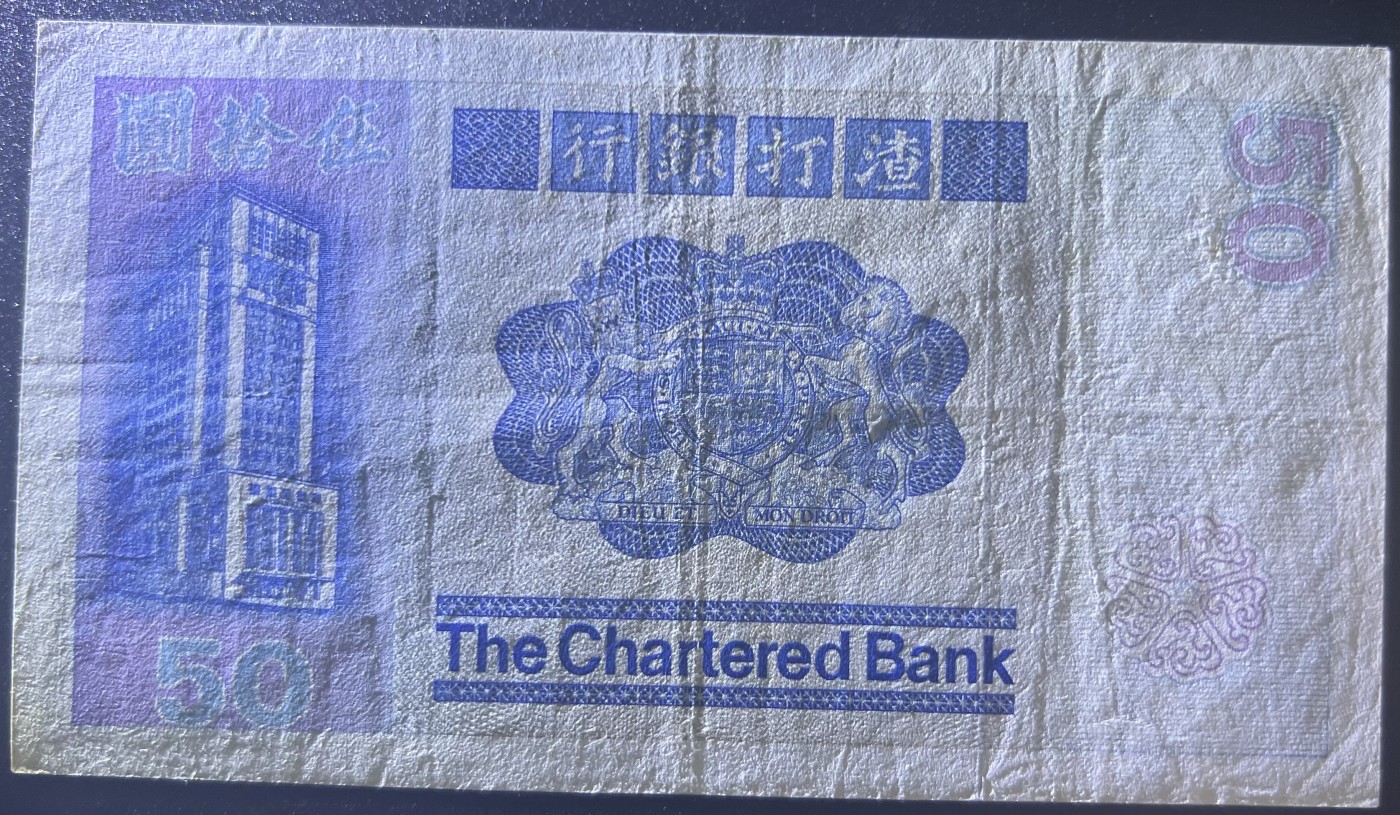 伍拾圓
渣打銀行
50
DIEU ET MON DROIT
The Chartered Bank
50